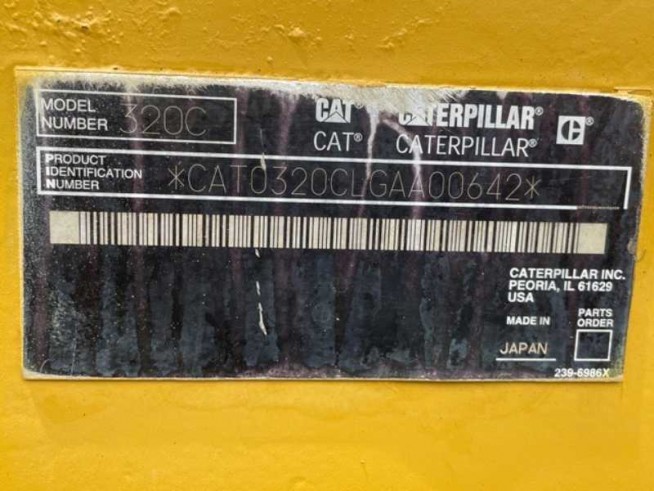 MODEL NUMBER 320C
CAT® CATERPILLAR® C®
CAT® CATERPILLAR®
PRODUCT IDENTIFICATION NUMBER *CAT0320CLGAA00642*
CATERPILLAR INC.
PEORIA, IL 61629
USA
MADE IN JAPAN
PARTS ORDER
239-6986X